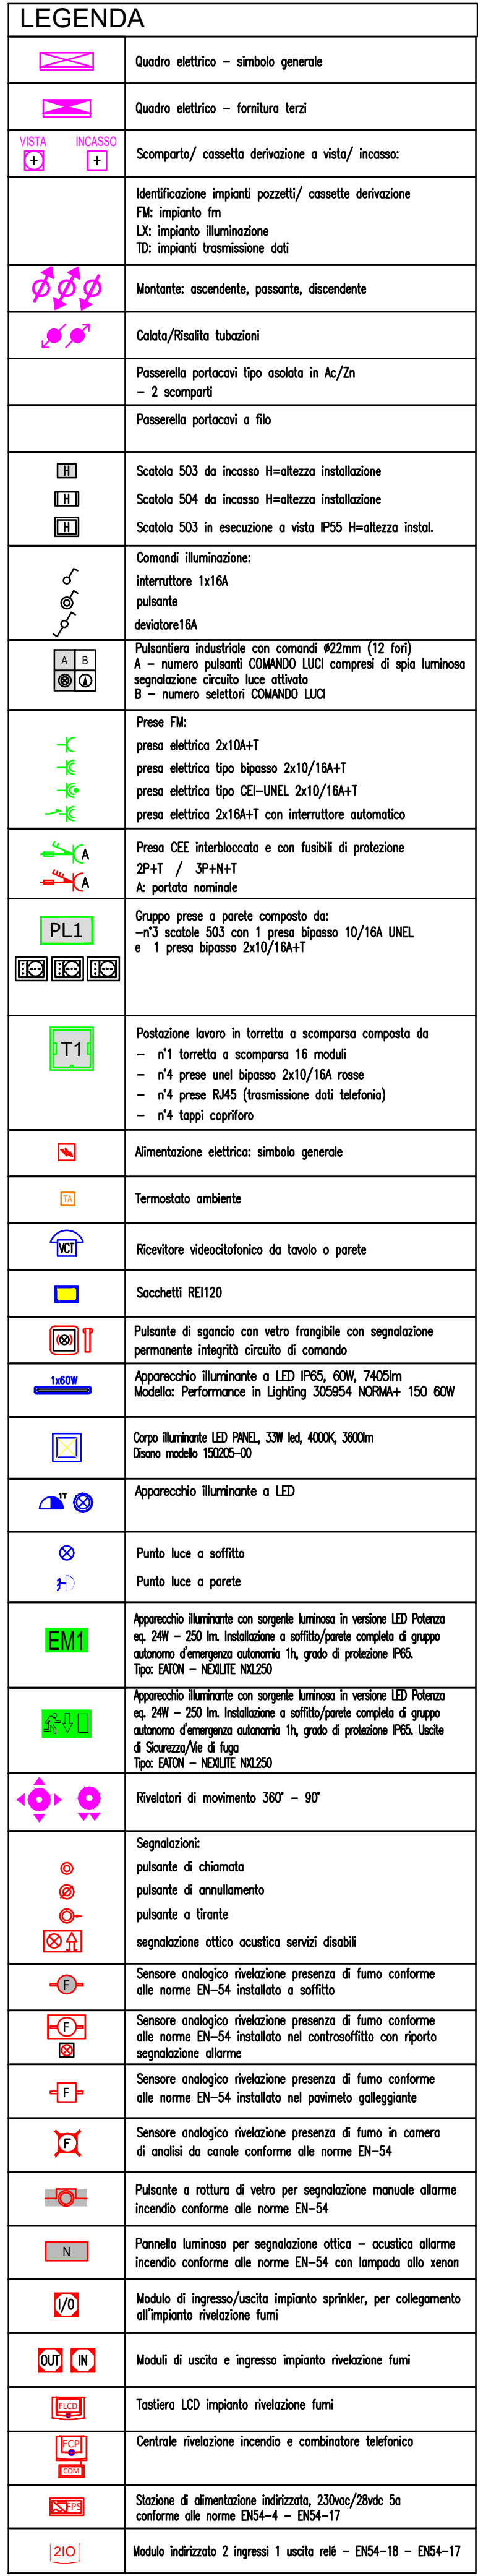 LEGENDA
Quadro elettrico – simbolo generale
Quadro elettrico – fornitura terzi
VISTA INCASSO
Scomparto/ cassetta derivazione a vista/ incasso:
Identificazione impianti pozzetti/ cassette derivazione
FM: impianto fm
LX: impianto illuminazione
TD: impianti trasmissione dati
Montante: ascendente, passante, discendente
Calata/Risalita tubazioni
Passerella portacavi tipo asolata in Ac/Zn
– 2 scomparti
Passerella portacavi a filo
H Scatola 503 da incasso H=altezza installazione
H Scatola 504 da incasso H=altezza installazione
H Scatola 503 in esecuzione a vista IP55 H=altezza instal.
Comandi illuminazione:
interruttore 1x16A
pulsante
deviatore16A
A B
Pulsantiera industriale con comandi ø22mm (12 fori)
A – numero pulsanti COMANDO LUCI compresi di spia luminosa
segnalazione circuito luce attivato
B – numero selettori COMANDO LUCI
Prese FM:
presa elettrica 2x10A+T
presa elettrica tipo bipasso 2x10/16A+T
presa elettrica tipo CEI–UNEL 2x10/16A+T
presa elettrica 2x16A+T con interruttore automatico
A
A
Presa CEE interbloccata e con fusibili di protezione
2P+T / 3P+N+T
A: portata nominale
PL1
Gruppo prese a parete composto da:
–n°3 scatole 503 con 1 presa bipasso 10/16A UNEL
e 1 presa bipasso 2x10/16A+T
T1
Postazione lavoro in torretta a scomparsa composta da
– n°1 torretta a scomparsa 16 moduli
– n°4 prese unel bipasso 2x10/16A rosse
– n°4 prese RJ45 (trasmissione dati telefonia)
– n°4 tappi copriforo
Alimentazione elettrica: simbolo generale
TA Termostato ambiente
VCT Ricevitore videocitofonico da tavolo o parete
Sacchetti REI120
Pulsante di sgancio con vetro frangibile con segnalazione
permanente integrità circuito di comando
1x60W
Apparecchio illuminante a LED IP65, 60W, 7405lm
Modello: Performance in Lighting 305954 NORMA+ 150 60W
Corpo illuminante LED PANEL, 33W led, 4000K, 3600lm
Disano modello 150205–00
1T
Apparecchio illuminante a LED
Punto luce a soffitto
Punto luce a parete
EM1
Apparecchio illuminante con sorgente luminosa in versione LED Potenza
eq. 24W – 250 lm. Installazione a soffitto/parete completa di gruppo
autonomo d'emergenza autonomia 1h, grado di protezione IP65.
Tipo: EATON – NEXILITE NXL250
Apparecchio illuminante con sorgente luminosa in versione LED Potenza
eq. 24W – 250 lm. Installazione a soffitto/parete completa di gruppo
autonomo d'emergenza autonomia 1h, grado di protezione IP65. Uscite
di Sicurezza/Vie di fuga
Tipo: EATON – NEXILITE NXL250
Rivelatori di movimento 360° – 90°
Segnalazioni:
pulsante di chiamata
pulsante di annullamento
pulsante a tirante
segnalazione ottico acustica servizi disabili
F
Sensore analogico rivelazione presenza di fumo conforme
alle norme EN–54 installato a soffitto
F
Sensore analogico rivelazione presenza di fumo conforme
alle norme EN–54 installato nel controsoffitto con riporto
segnalazione allarme
F
Sensore analogico rivelazione presenza di fumo conforme
alle norme EN–54 installato nel pavimeto galleggiante
F
Sensore analogico rivelazione presenza di fumo in camera
di analisi da canale conforme alle norme EN–54
Pulsante a rottura di vetro per segnalazione manuale allarme
incendio conforme alle norme EN–54
N
Pannello luminoso per segnalazione ottica – acustica allarme
incendio conforme alle norme EN–54 con lampada allo xenon
I/O
Modulo di ingresso/uscita impianto sprinkler, per collegamento
all'impianto rivelazione fumi
OUT IN Moduli di uscita e ingresso impianto rivelazione fumi
FLCD Tastiera LCD impianto rivelazione fumi
FCP
COM
Centrale rivelazione incendio e combinatore telefonico
FPS
Stazione di alimentazione indirizzata, 230vac/28vdc 5a
conforme alle norme EN54–4 – EN54–17
2IO Modulo indirizzato 2 ingressi 1 uscita relé – EN54–18 – EN54–17